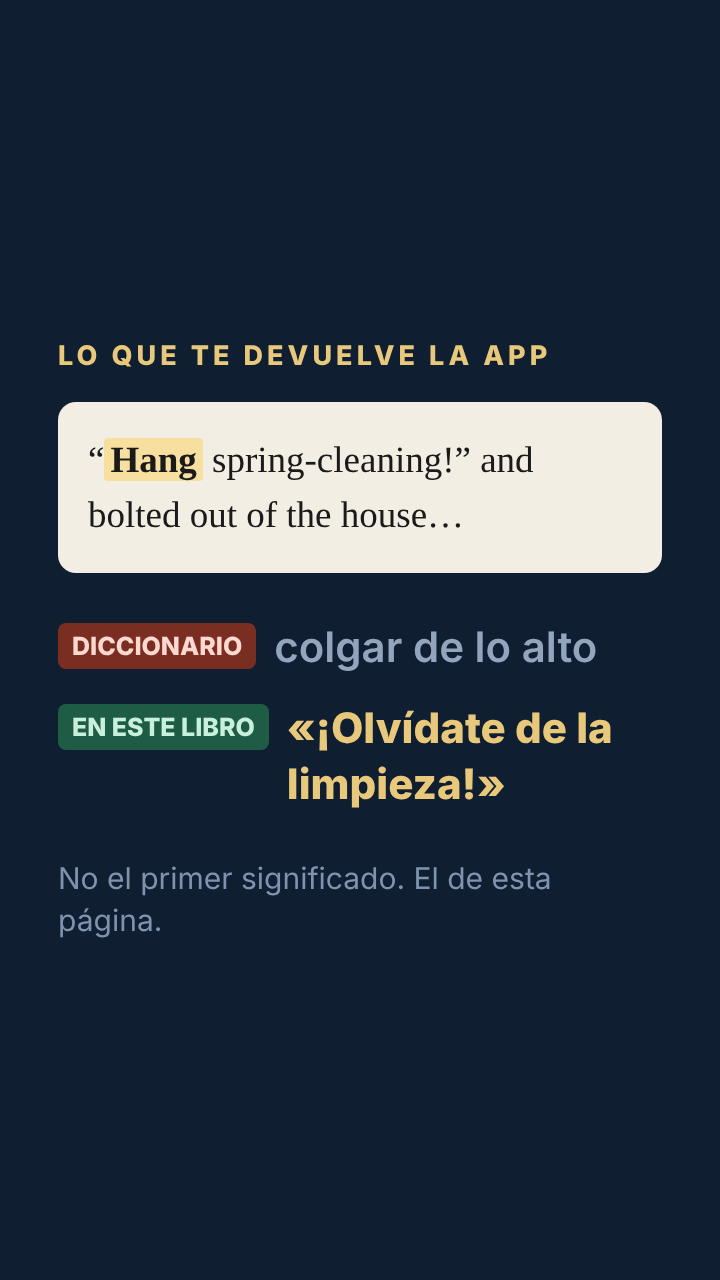 LO QUE TE DEVUELVE LA APP
“Hang spring-cleaning!” and
bolted out of the house…
DICCIONARIO colgar de lo alto
EN ESTE LIBRO «¡Olvídate de la
limpieza!»
No el primer significado. El de esta
página.